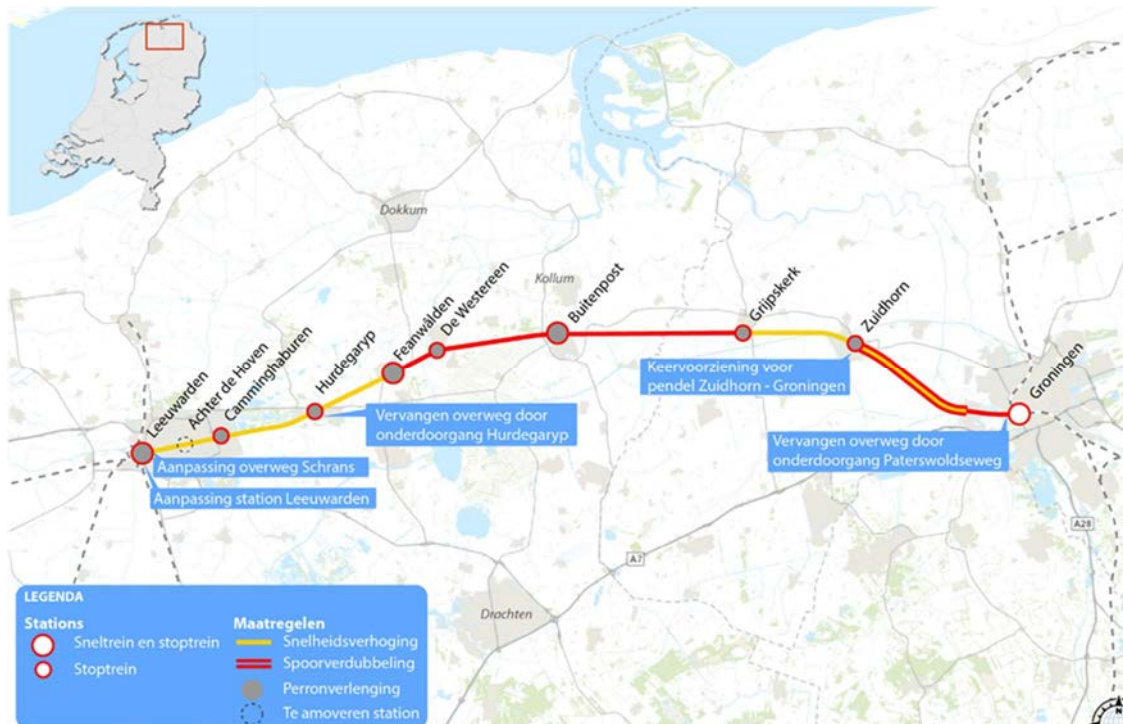 Dokkum
Kollum
Leeuwarden
Achter de Hoven
Camminghaburen
Hurdegaryp
Feanwâlden
De Westereen
Buitenpost
Grijpskerk
Zuidhorn
Groningen
Keervoorziening voor
pendel Zuidhorn - Groningen
Vervangen overweg door
onderdoorgang Hurdegaryp
Vervangen overweg door
onderdoorgang Paterswoldseweg
Aanpassing overweg Schrans
Aanpassing station Leeuwarden
A28
A7
Drachten
LEGENDA
Stations
Sneltrein en stoptrein
Stoptrein
Maatregelen
Snelheidsverhoging
Spoorverdubbeling
Perronverlenging
Te amoveren station
N